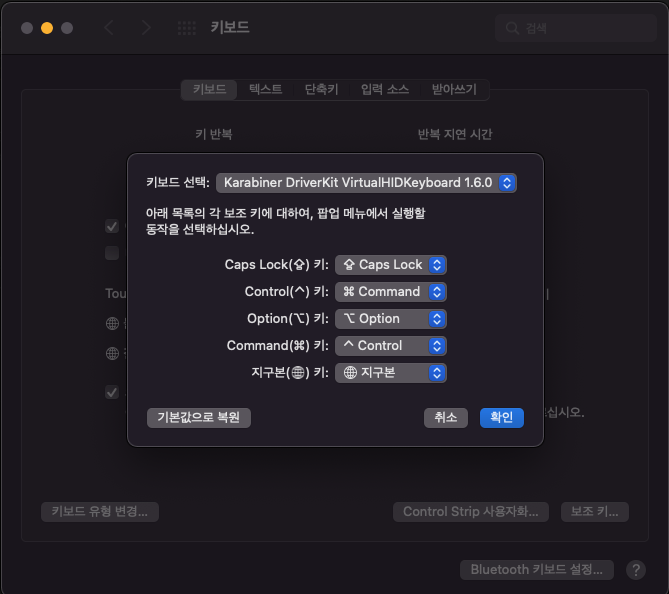 키보드
검색
키보드 텍스트 단축키 입력 소스 받아쓰기
키 반복 반복 지연 시간
키보드 선택: Karabiner DriverKit VirtualHIDKeyboard 1.6.0
아래 목록의 각 보조 키에 대하여, 팝업 메뉴에서 실행할
동작을 선택하십시오.
Caps Lock(⇪) 키: ⇪ Caps Lock
Control(^) 키: ⌘ Command
Option(⌥) 키: ⌥ Option
Tou
Command(⌘) 키: ^ Control
지구본(🌐) 키: 🌐 지구본
기본값으로 복원 취소 확인
십시오.
키보드 유형 변경... Control Strip 사용자화... 보조 키...
Bluetooth 키보드 설정... ?